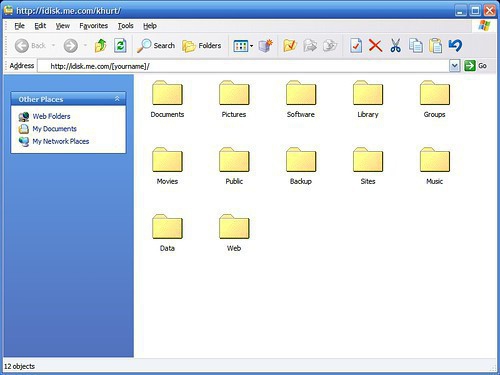 http://idisk.me.com/khurt/
File Edit View Favorites Tools Help
Back Search Folders
Address http://idisk.me.com/[yourname]/ Go
Other Places
Web Folders
My Documents
My Network Places
Documents Pictures Software Library Groups
Movies Public Backup Sites Music
Data Web
12 objects